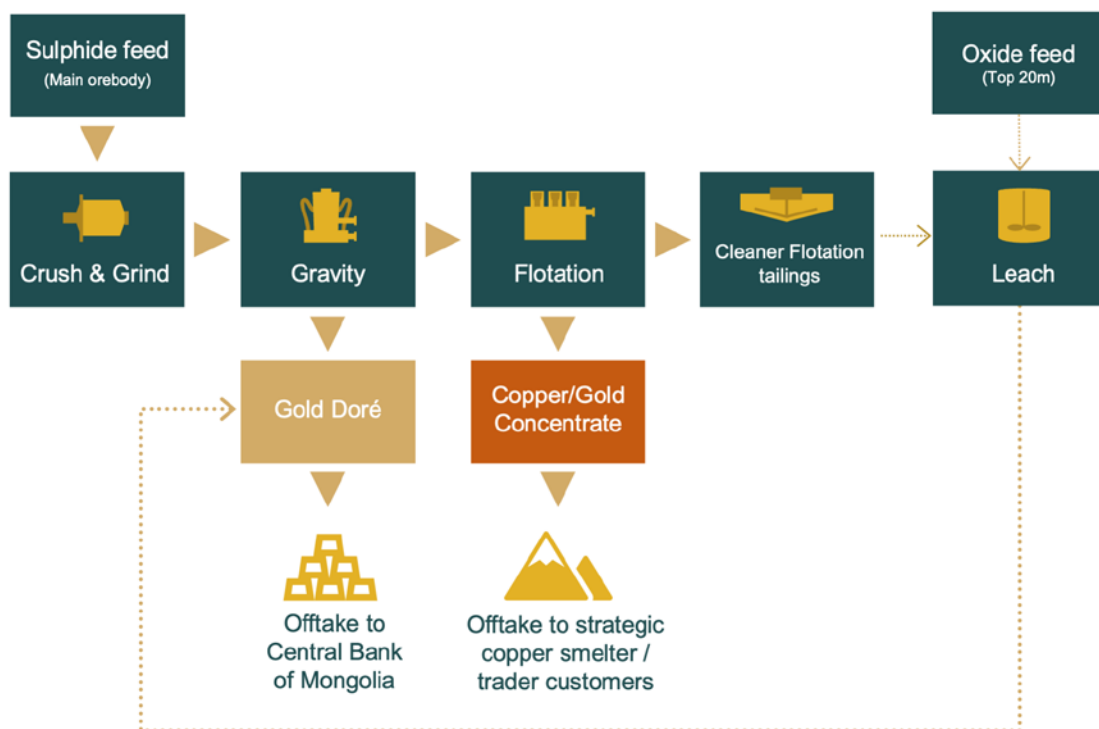 Sulphide feed
(Main orebody)
Oxide feed
(Top 20m)
Crush & Grind
Gravity
Flotation
Cleaner Flotation
tailings
Leach
Gold Doré
Copper/Gold
Concentrate
Offtake to
Central Bank
of Mongolia
Offtake to strategic
copper smelter /
trader customers